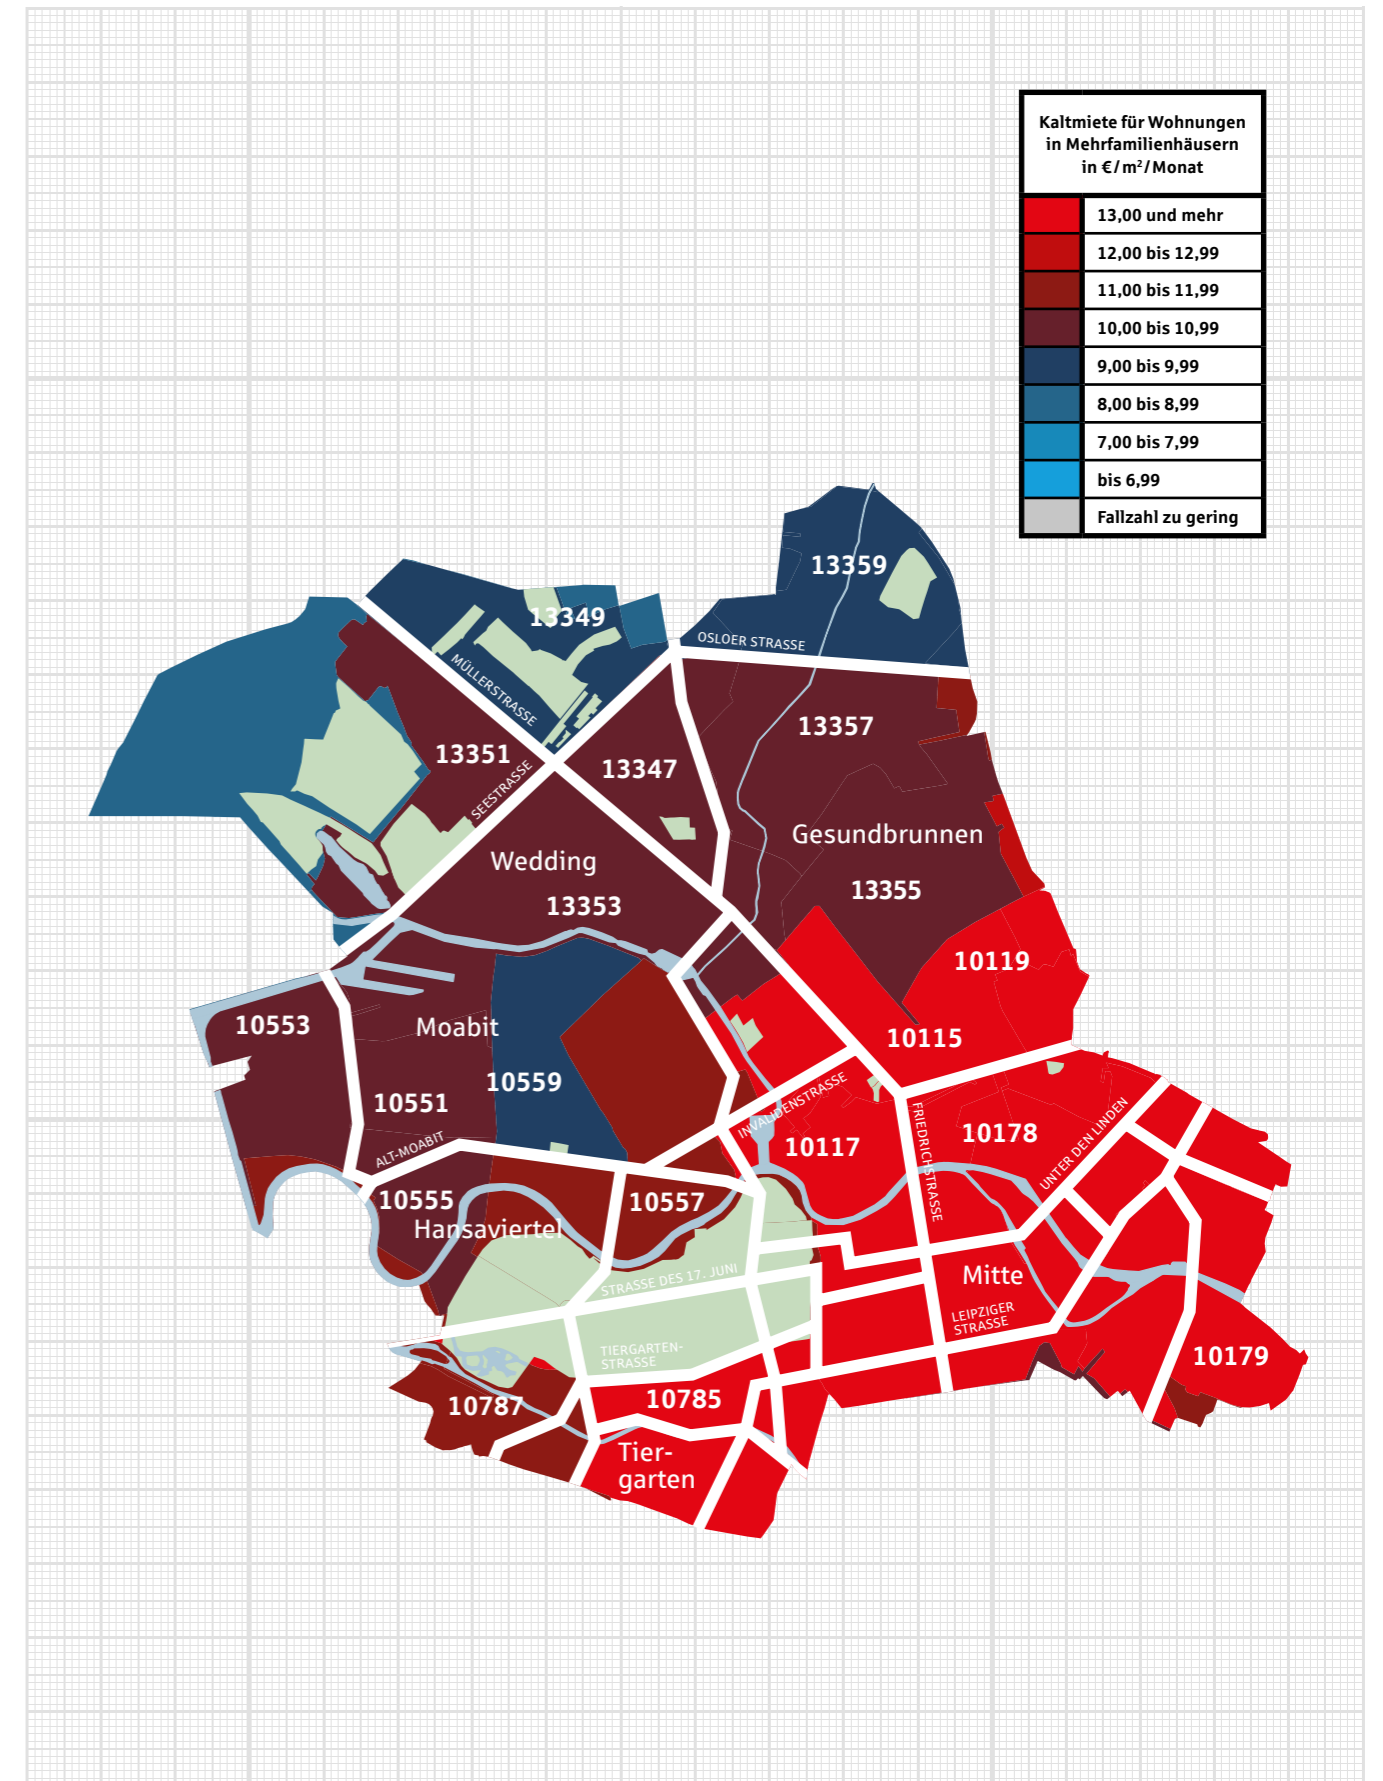 Kaltmiete für Wohnungen
in Mehrfamilienhäusern
in €/m²/Monat
13,00 und mehr
12,00 bis 12,99
11,00 bis 11,99
10,00 bis 10,99
9,00 bis 9,99
8,00 bis 8,99
7,00 bis 7,99
bis 6,99
Fallzahl zu gering
13359
13349
OSLOER STRASSE
MÜLLERSTRASSE
13357
13351
13347
SEESTRASSE
Gesundbrunnen
Wedding
13355
13353
10119
10553
Moabit
10115
10559
10551
INVALIDENSTRASSE
FRIEDRICHSTRASSE
10178
UNTER DEN LINDEN
10117
ALT-MOABIT
10555
10557
Hansaviertel
STRASSE DES 17. JUNI
Mitte
LEIPZIGER
STRASSE
TIERGARTEN-
STRASSE
10179
10785
10787
Tier-
garten